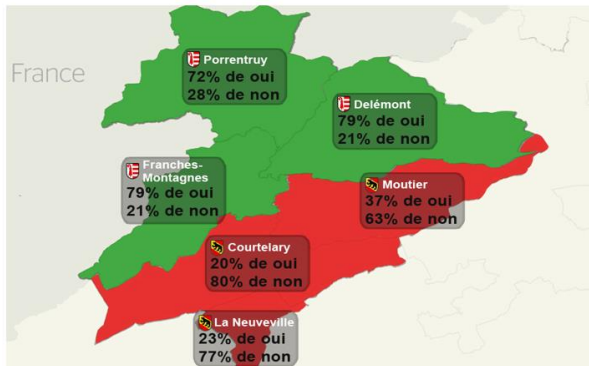 France
Porrentruy
72% de oui
28% de non
Delémont
79% de oui
21% de non
Franches-
Montagnes
79% de oui
21% de non
Moutier
37% de oui
63% de non
Courtelary
20% de oui
80% de non
La Neuveville
23% de oui
77% de non